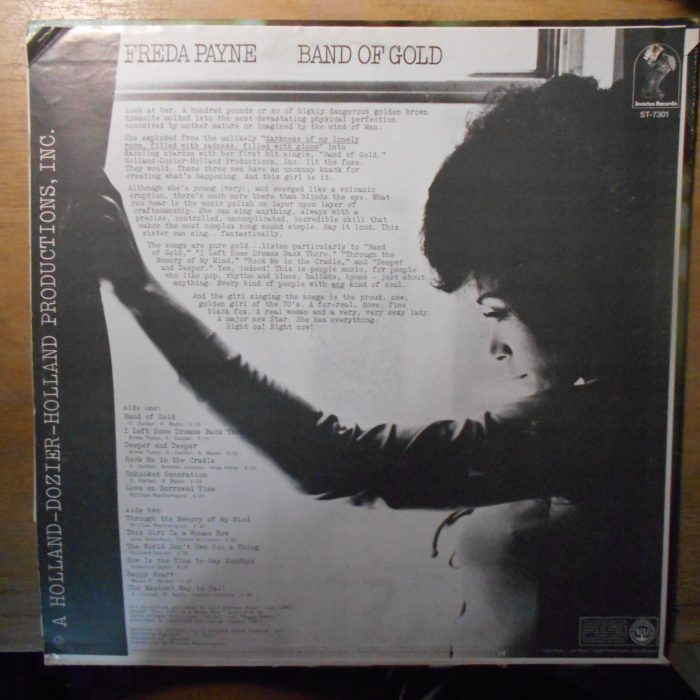 FREDA PAYNE BAND OF GOLD
Invictus Records
ST-7301
A HOLLAND-DOZIER-HOLLAND PRODUCTIONS, INC.
Look at her. A hundred pounds or so of highly dangerous golden brown
dynamite molded into the most devastating physical perfection
conceived by mother nature or imagined by the mind of Man.
She exploded from the unlikely "darkness of my lonely
room, filled with sadness, filled with gloom" into
dazzling stardom with her first hit single, "Band of Gold."
Holland-Dozier-Holland Productions, Inc. lit the fuse.
They would. These three men have an uncanny knack for
creating what's happening. And this girl is it.
Although she's young (very), and emerged like a volcanic
eruption, there's much more there than blinds the eye. What
you hear is the music polish on layer upon layer of
craftsmanship. She can sing anything, always with a
precise, controlled, uncomplicated, incredible skill that
makes the most complex song sound simple. Say it loud. This
sister can sing...fantastically.
The songs are pure gold...listen particularly to "Band
of Gold," "I Left Some Dreams Back There," "Through the
Memory of My Mind," "Rock Me in the Cradle," and "Deeper
and Deeper." Yes, indeed! This is people music, for people
who like pop, rhythm and blues, ballads, hymns - just about
anything. Every kind of people with any kind of soul.
And the girl singing the songs is the proud, new,
golden girl of the 70's. A for-real, down, fine
black fox. A real woman and a very, very sexy lady.
A major new Star. She has everything.
Right on! Right now!
side one:
Band of Gold
I Left Some Dreams Back
Deeper and Deeper
Rock Me in the Cradle
Unhooked Generation
Love on Borrowed Time
side two:
Through the Memory of My Mind
This Girl is a Woman Now
The World Don't Owe You a Thing
Now is the Time to Say Goodbye
Happy Heart
The Easiest Way to Fall